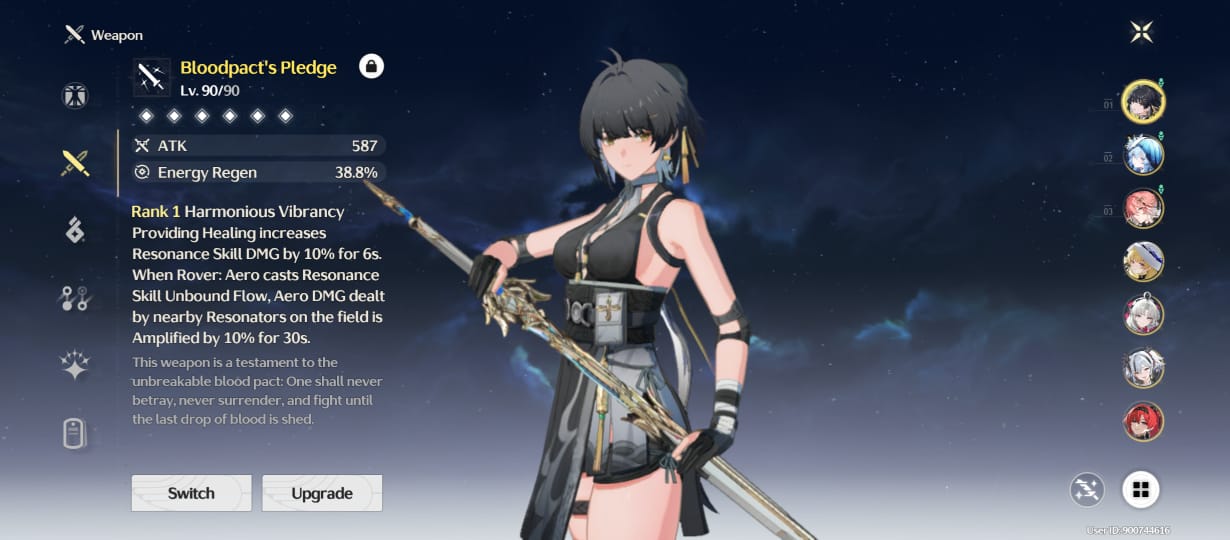 Weapon
Bloodpact's Pledge
Lv. 90/90
ATK 587
Energy Regen 38.8%
Rank 1 Harmonious Vibrancy
Providing Healing increases
Resonance Skill DMG by 10% for 6s.
When Rover: Aero casts Resonance
Skill Unbound Flow, Aero DMG dealt
by nearby Resonators on the field is
Amplified by 10% for 30s.
This weapon is a testament to the
unbreakable blood pact: One shall never
betray, never surrender, and fight until
the last drop of blood is shed.
Switch
Upgrade
01
02
03
User ID:900744616